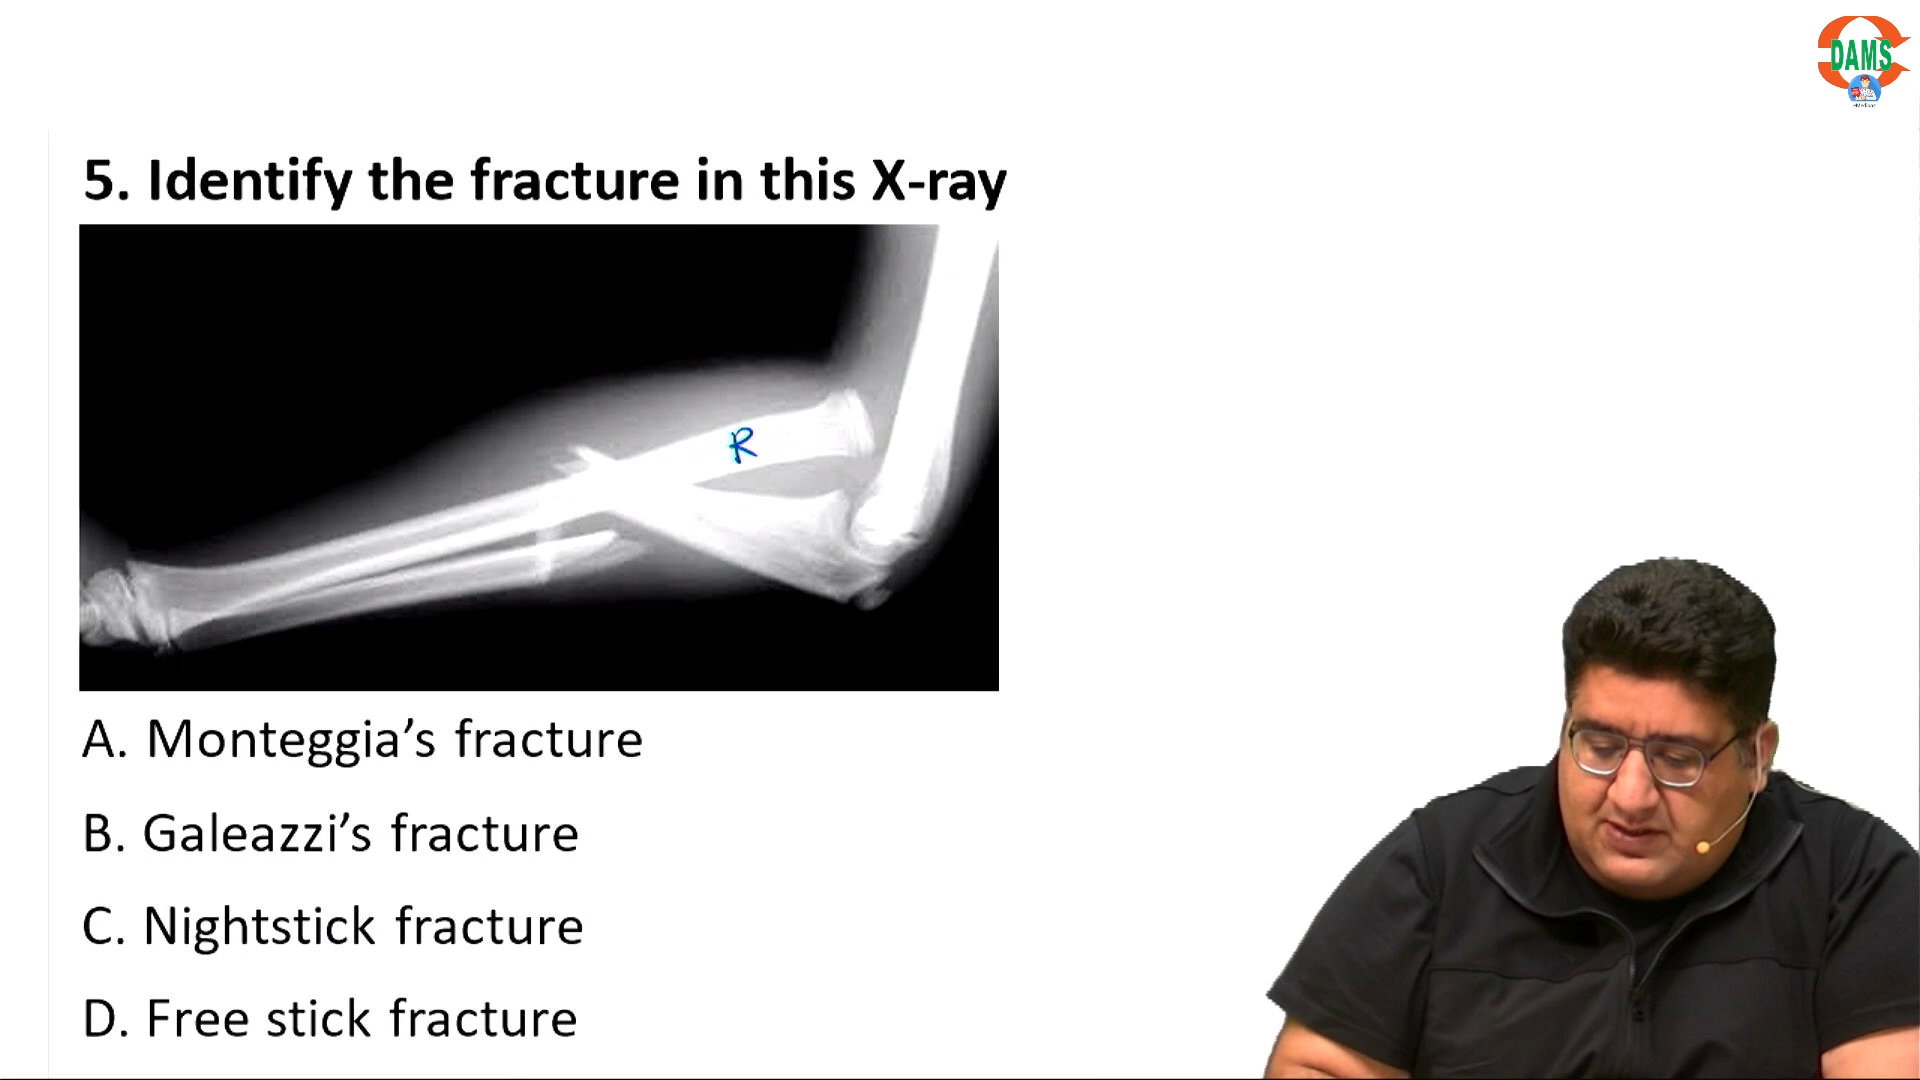 DAMS
5. Identify the fracture in this X-ray
R
A. Monteggia’s fracture
B. Galeazzi’s fracture
C. Nightstick fracture
D. Free stick fracture